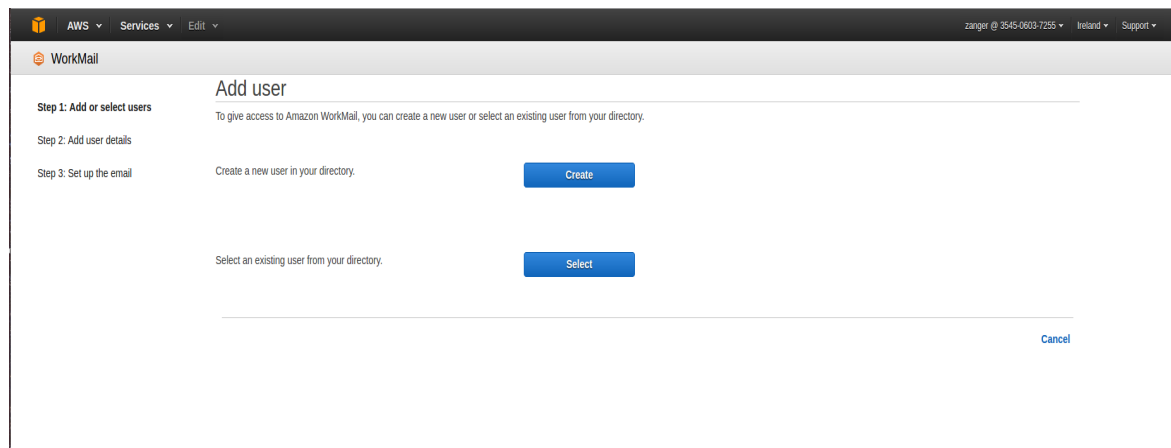 AWS Services Edit zanger @ 3545-0603-7255 Ireland Support
WorkMail
Add user
Step 1: Add or select users
To give access to Amazon WorkMail, you can create a new user or select an existing user from your directory.
Step 2: Add user details
Step 3: Set up the email
Create a new user in your directory. Create
Select an existing user from your directory. Select
Cancel